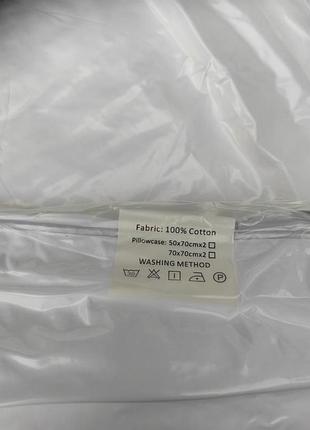 Fabric: 100% Cotton
Pillowcase: 50x70cmx2
70x70cmx2
WASHING METHOD
P